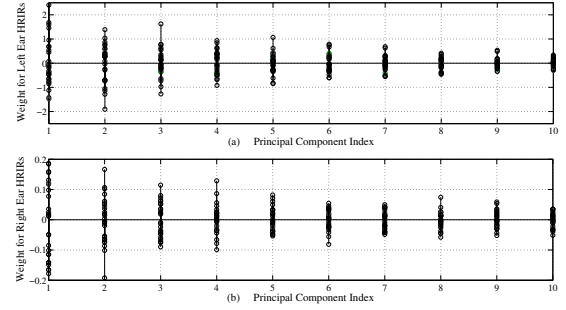 Weight for Left Ear HRIRs
2
1
0
−1
−2
1 2 3 4 5 6 7 8 9 10
(a) Principal Component Index
Weight for Right Ear HRIRs
0.2
0.1
0
−0.1
−0.2
1 2 3 4 5 6 7 8 9 10
(b) Principal Component Index